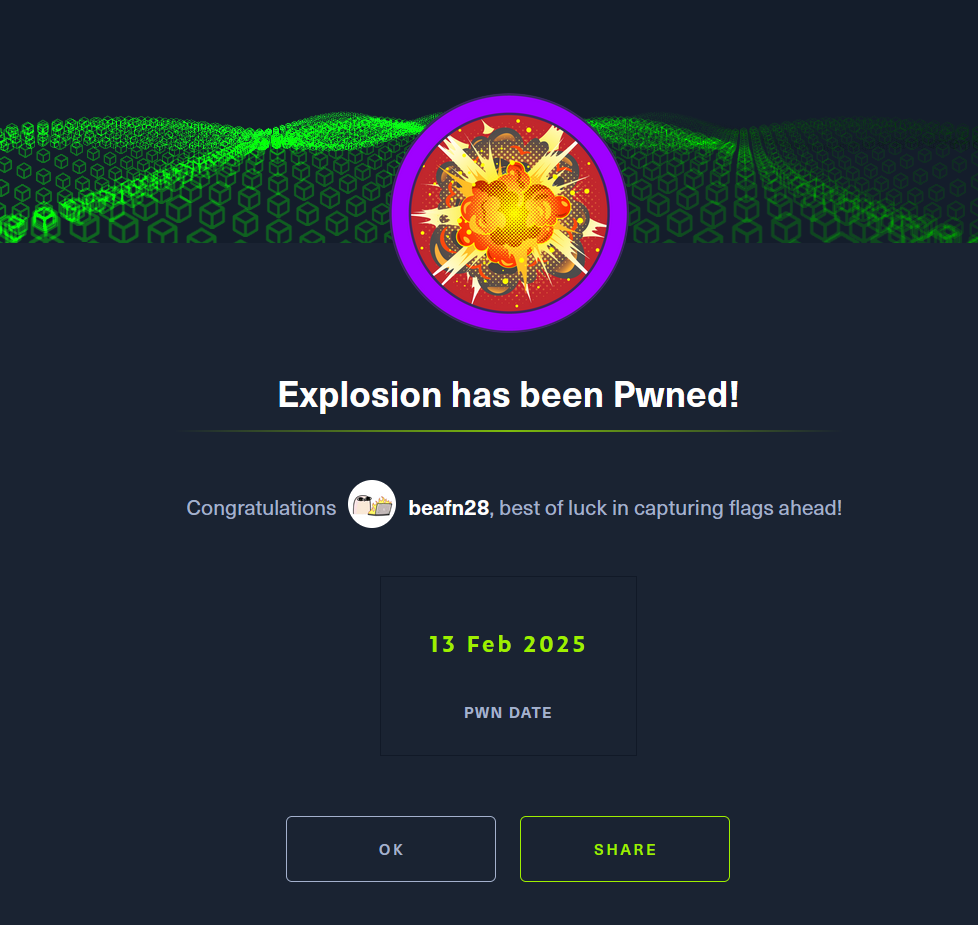 Explosion has been Pwned!
Congratulations beafn28, best of luck in capturing flags ahead!
13 Feb 2025
PWN DATE
OK SHARE